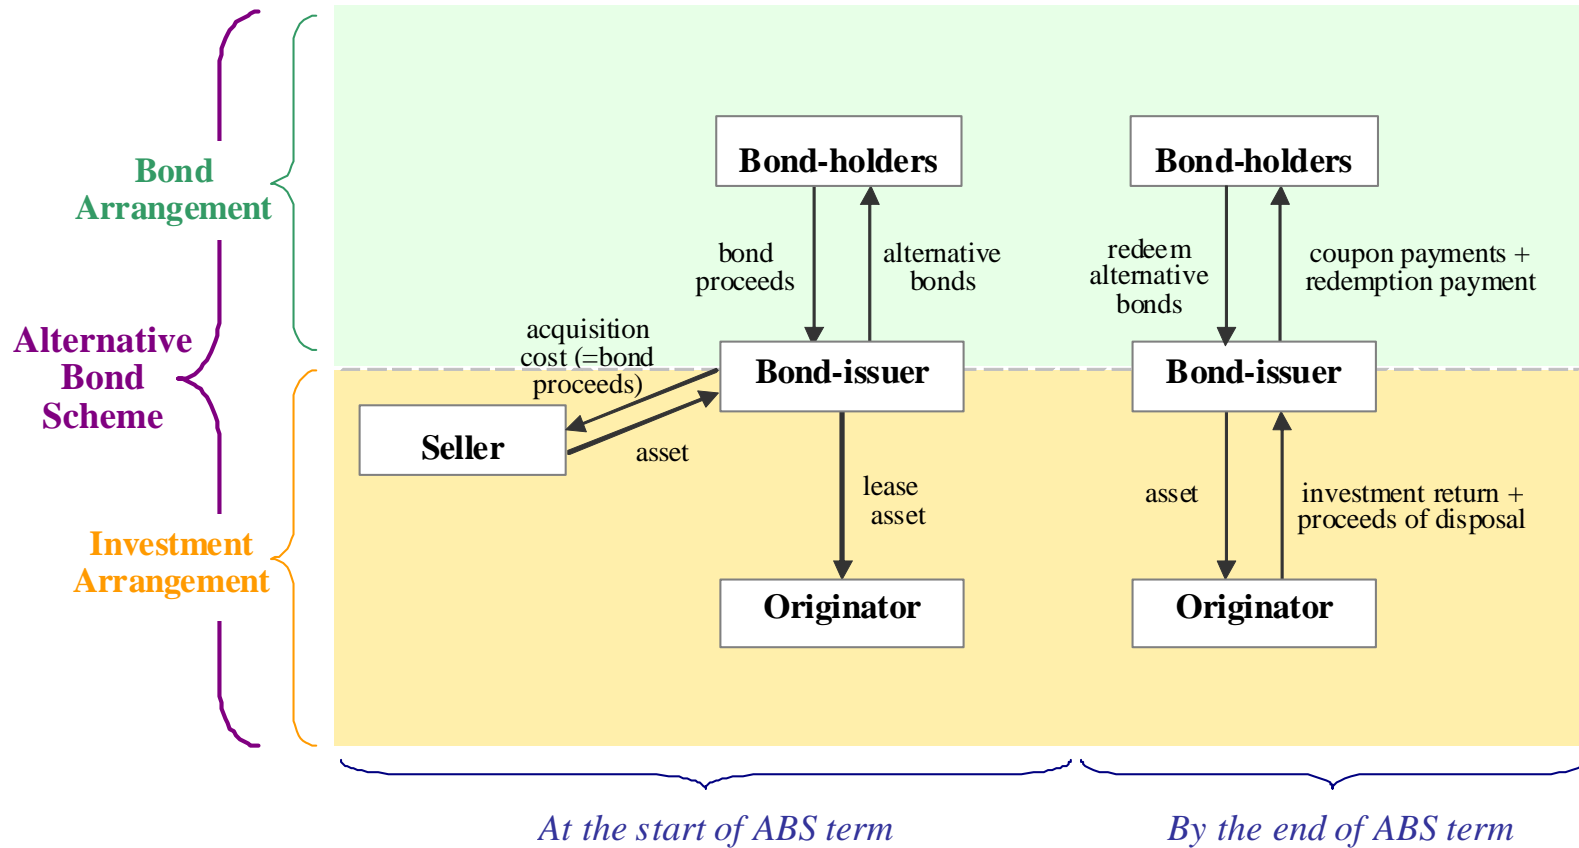 Bond
Arrangement
Alternative
Bond
Scheme
Investment
Arrangement
Bond-holders
bond
proceeds
alternative
bonds
acquisition
cost (=bond
proceeds)
Bond-issuer
Seller
asset
lease
asset
Originator
Bond-holders
redeem
alternative
bonds
coupon payments +
redemption payment
Bond-issuer
asset
investment return +
proceeds of disposal
Originator
At the start of ABS term
By the end of ABS term